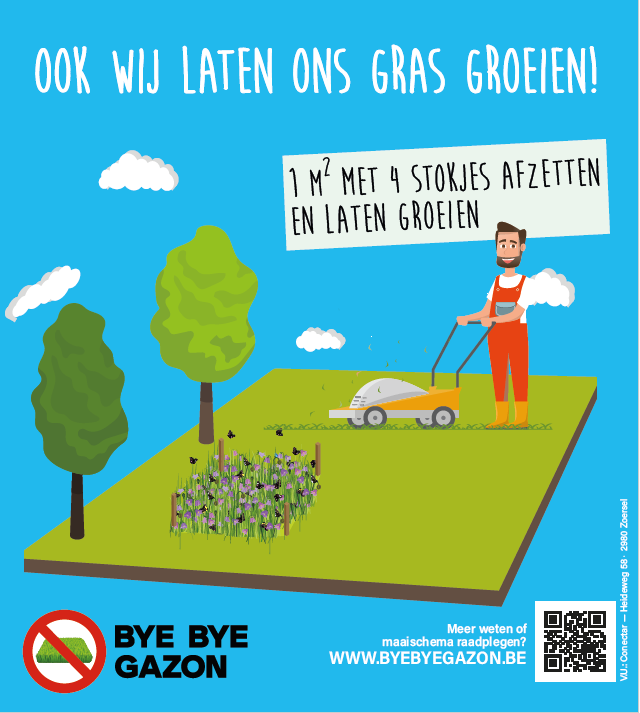 OOK WIJ LATEN ONS GRAS GROEIEN!
1 M² MET 4 STOKJES AFZETTEN
EN LATEN GROEIEN
BYE BYE
GAZON
Meer weten of
maaischema raadplegen?
WWW.BYEBYEGAZON.BE
V.U.: Conectar — Heideweg 68 · 2980 Zoersel